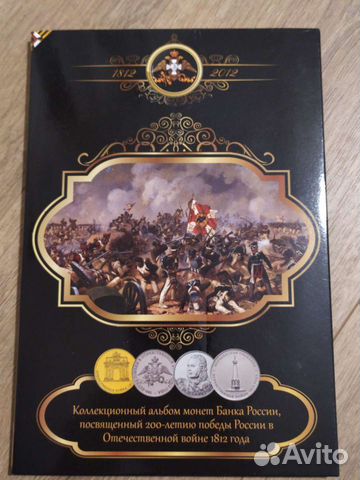 1812 2012
Коллекционный альбом монет Банка России,
посвященный 200-летию победы России в
Отечественной войне 1812 года
Avito